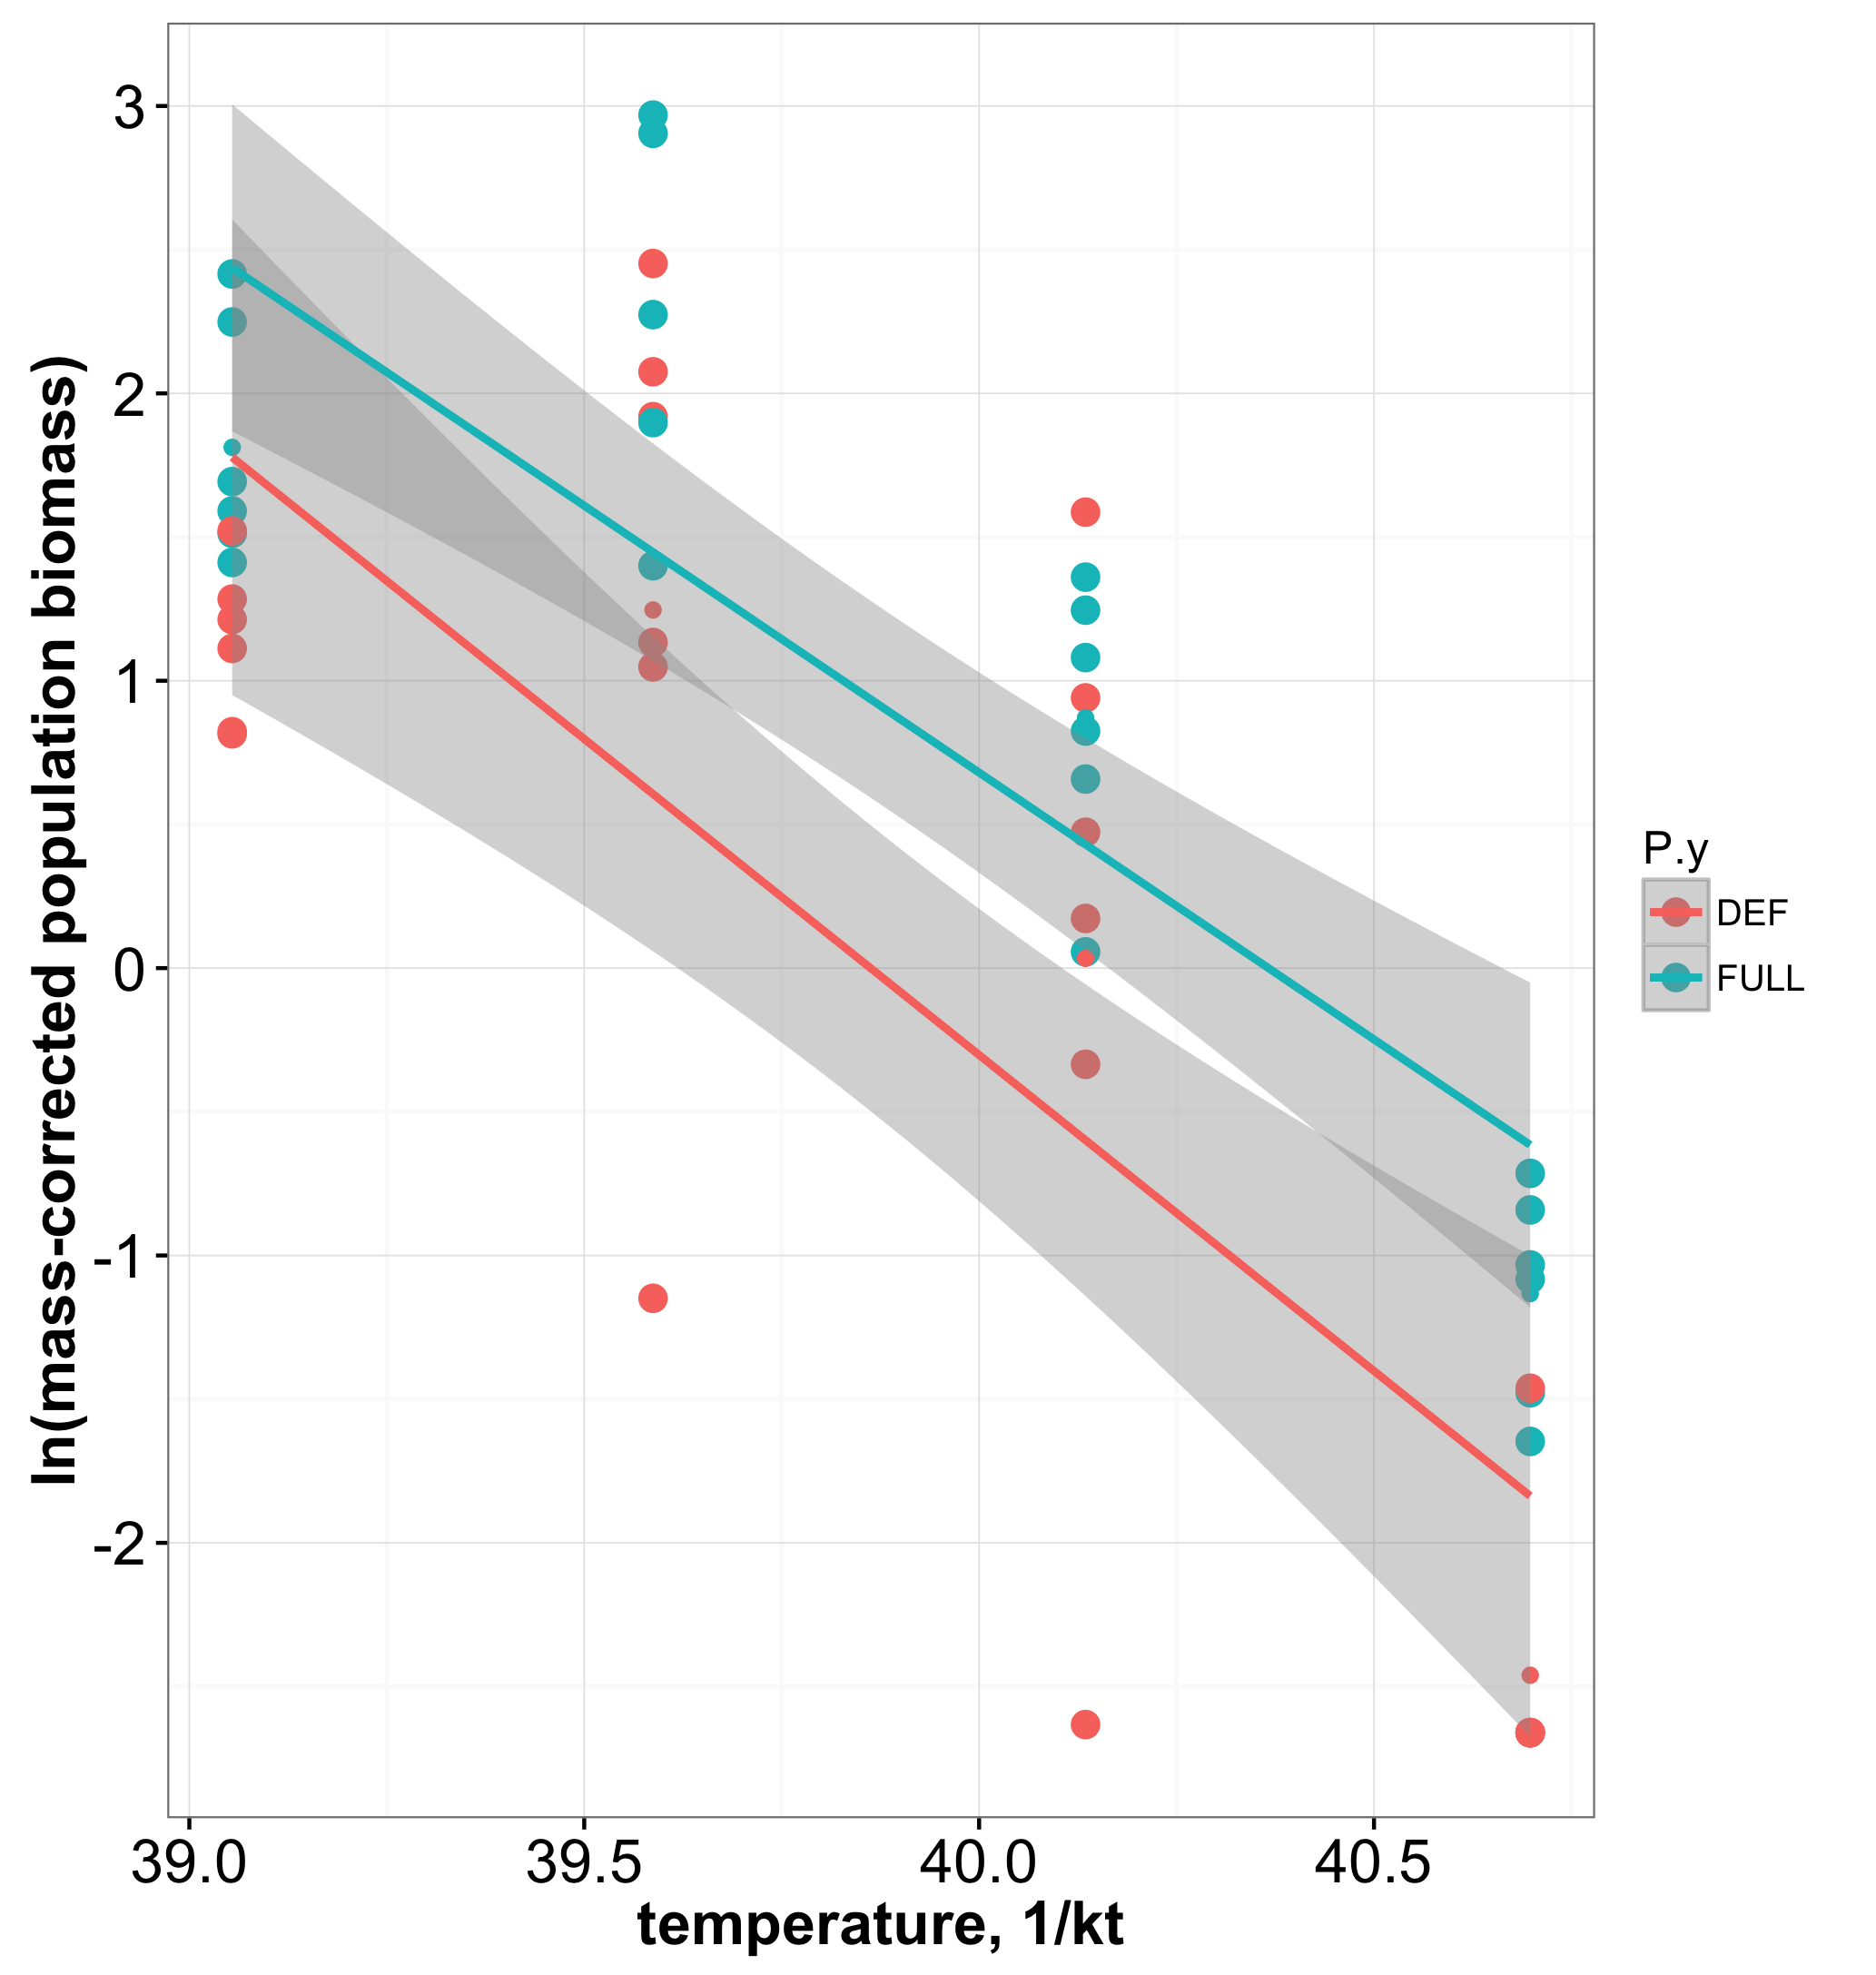 ln(mass-corrected population biomass)
3
2
1
0
-1
-2
39.0
39.5
40.0
40.5
temperature, 1/kt
P.y
DEF
FULL